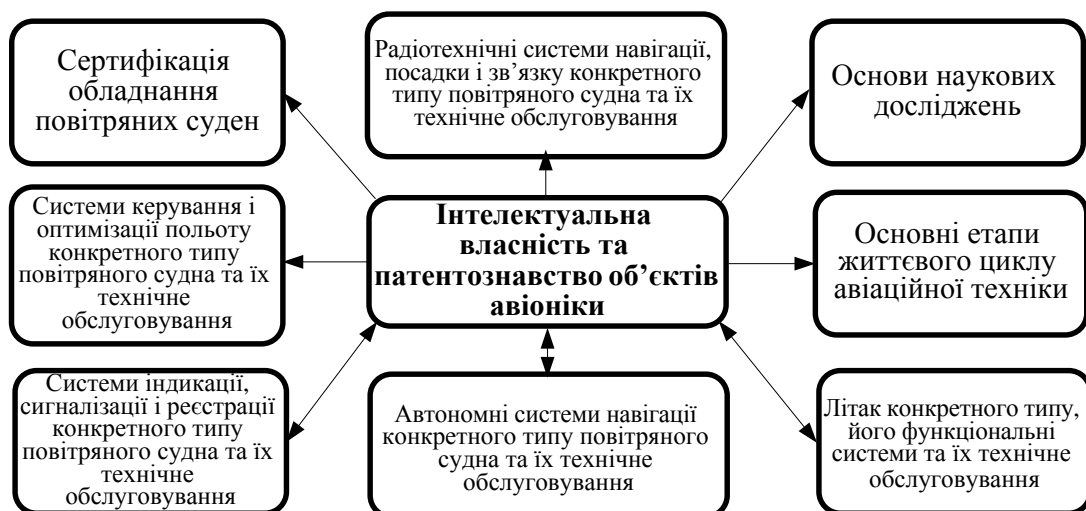 Сертифікація
обладнання
повітряних суден
Радіотехнічні системи навігації,
посадки і зв’язку конкретного
типу повітряного судна та їх
технічне обслуговування
Основи наукових
досліджень
Системи керування і
оптимізації польоту
конкретного типу
повітряного судна та їх
технічне
обслуговування
Інтелектуальна
власність та
патентознавство об’єктів
авіоніки
Основні етапи
життєвого циклу
авіаційної техніки
Системи індикації,
сигналізації і реєстрації
конкретного типу
повітряного судна та їх
технічне
обслуговування
Автономні системи навігації
конкретного типу повітряного
судна та їх технічне
обслуговування
Літак конкретного типу,
його функціональні
системи та їх технічне
обслуговування